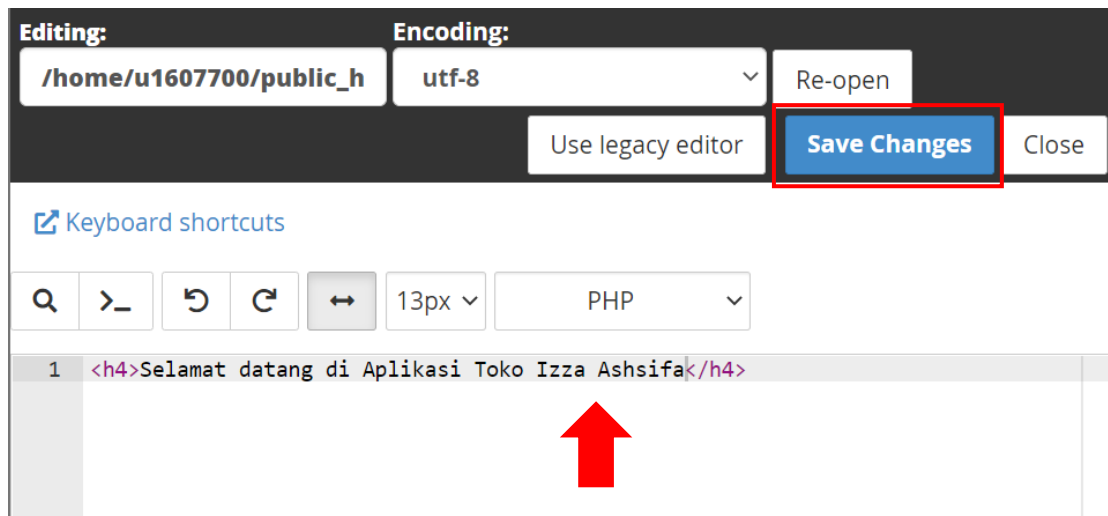 Editing: Encoding:
/home/u1607700/public_h utf-8 Re-open
Use legacy editor Save Changes Close
Keyboard shortcuts
13px PHP
1 <h4>Selamat datang di Aplikasi Toko Izza Ashsifa</h4>